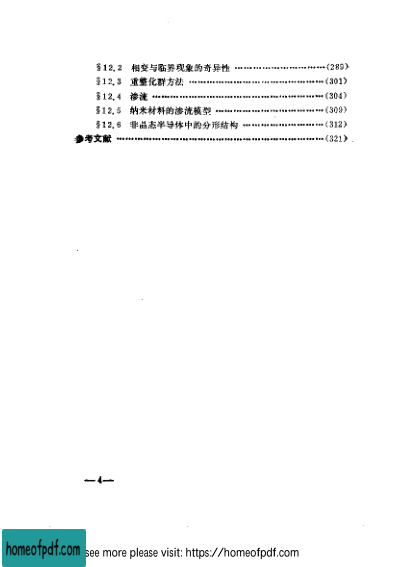 §12.2 相变与临界现象的奇异性 …………………………(289)
§12.3 重整化群方法 ………………………………………(301)
§12.4 渗流 …………………………………………………(304)
§12.5 纳米材料的渗流模型 ………………………………(309)
§12.6 非晶态半导体中的分形结构 ………………………(312)
参考文献 ……………………………………………………………(321)
—4—
homeofpdf.com
see more please visit: https://homeofpdf.com